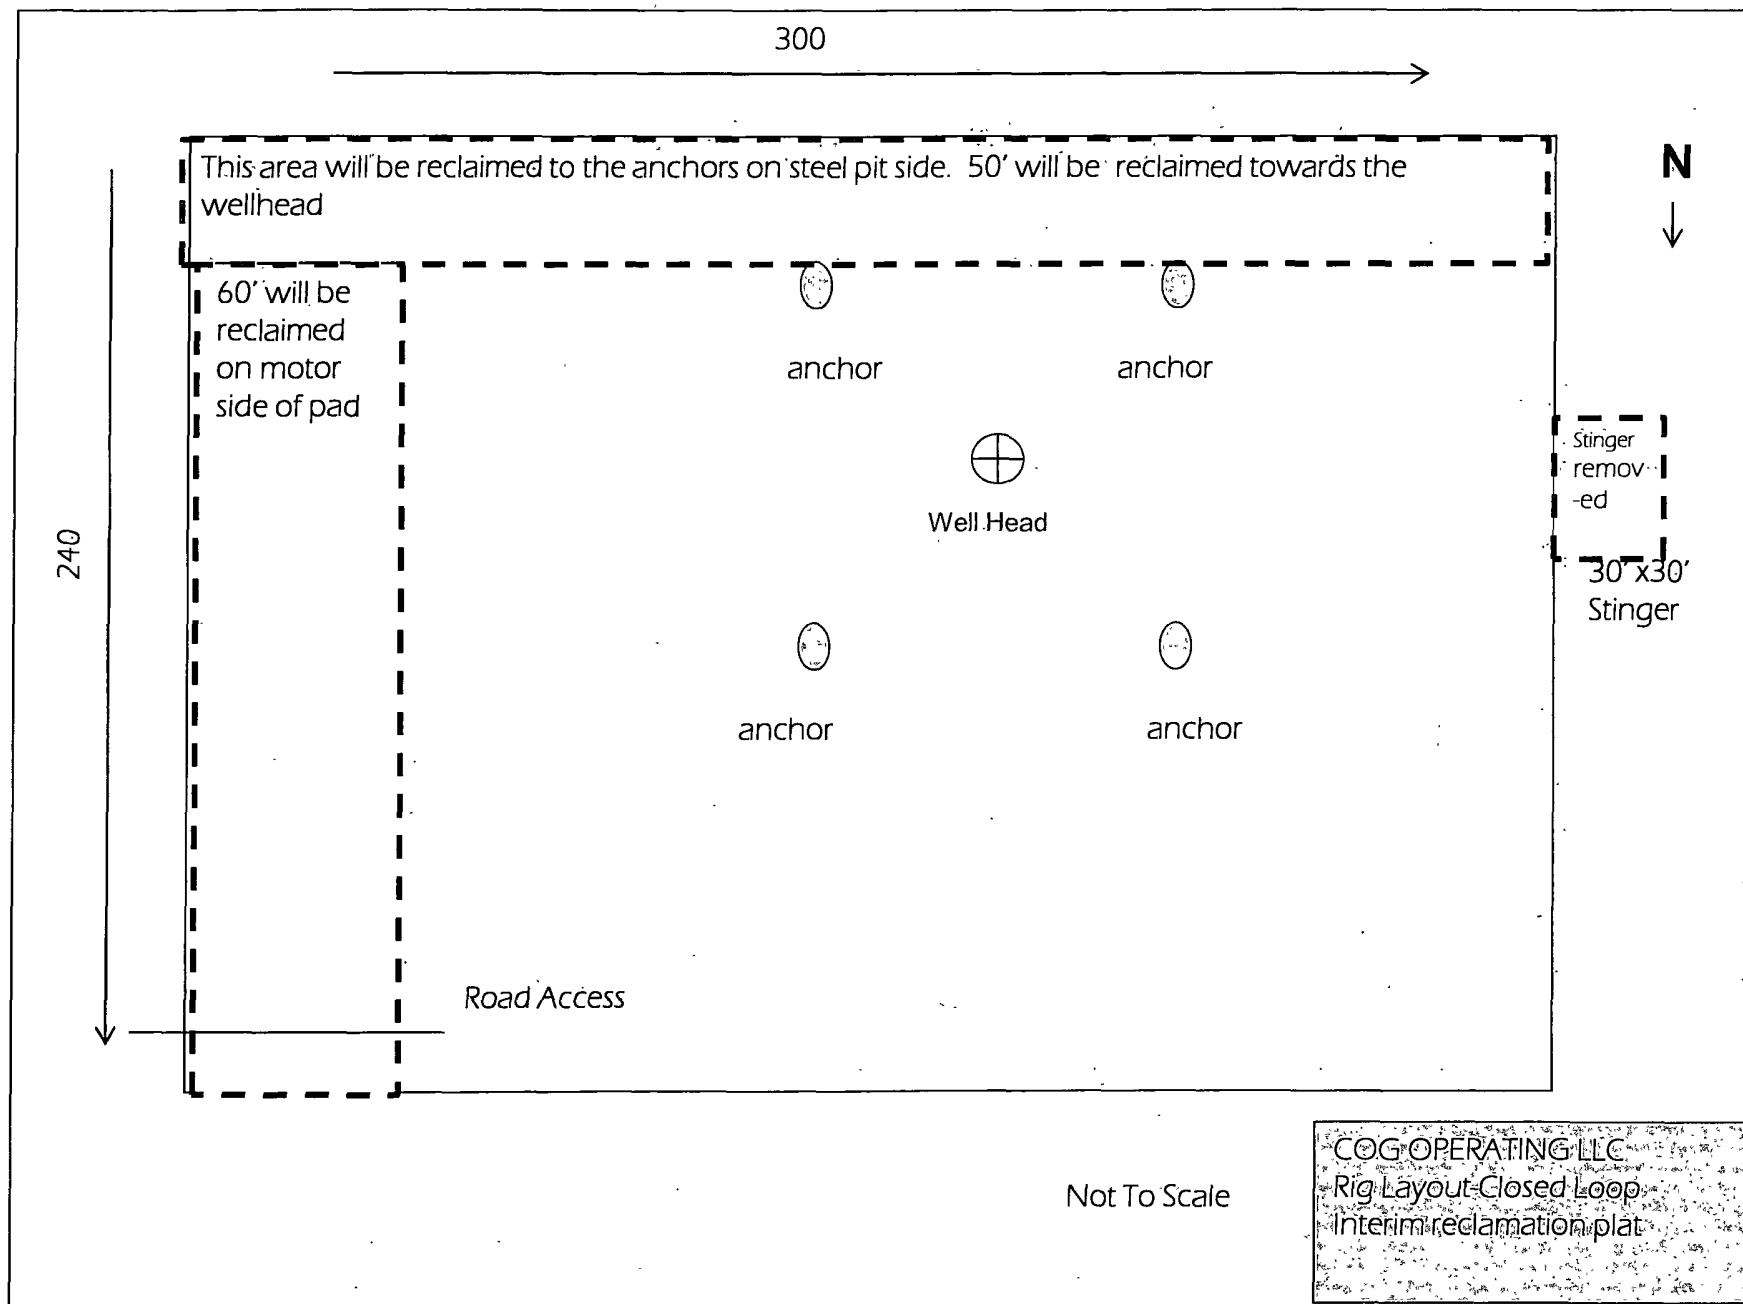 300
This area will be reclaimed to the anchors on steel pit side. 50' will be reclaimed towards the
wellhead
N
60' will be
reclaimed
on motor
side of pad
anchor
anchor
Stinger
remov
-ed
Well Head
240
30'x30'
Stinger
anchor
anchor
Road Access
Not To Scale
COG OPERATING LLC
Rig Layout-Closed Loop
Interim reclamation plat